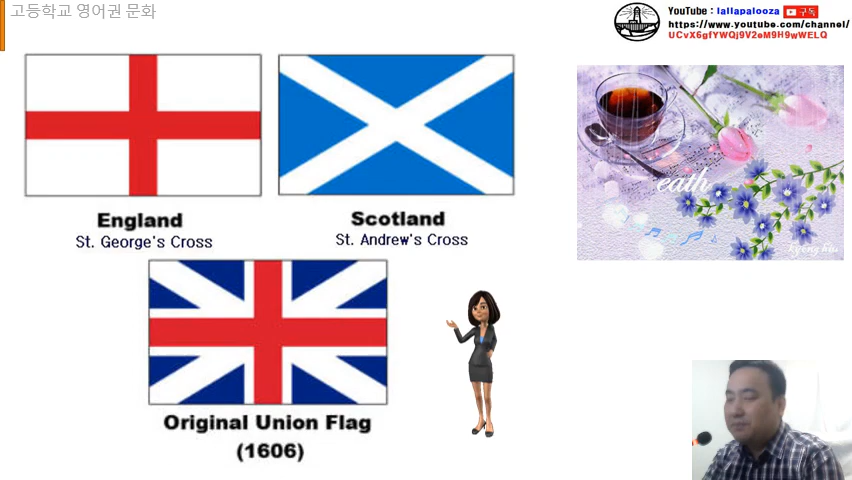 고등학교 영어권 문화
YouTube : lallapalooza 구독
https://www.youtube.com/channel/
UCvX6gfYWQj9V2eM9H9wWELQ
England
St. George's Cross
Scotland
St. Andrew's Cross
eath
Original Union Flag
(1606)